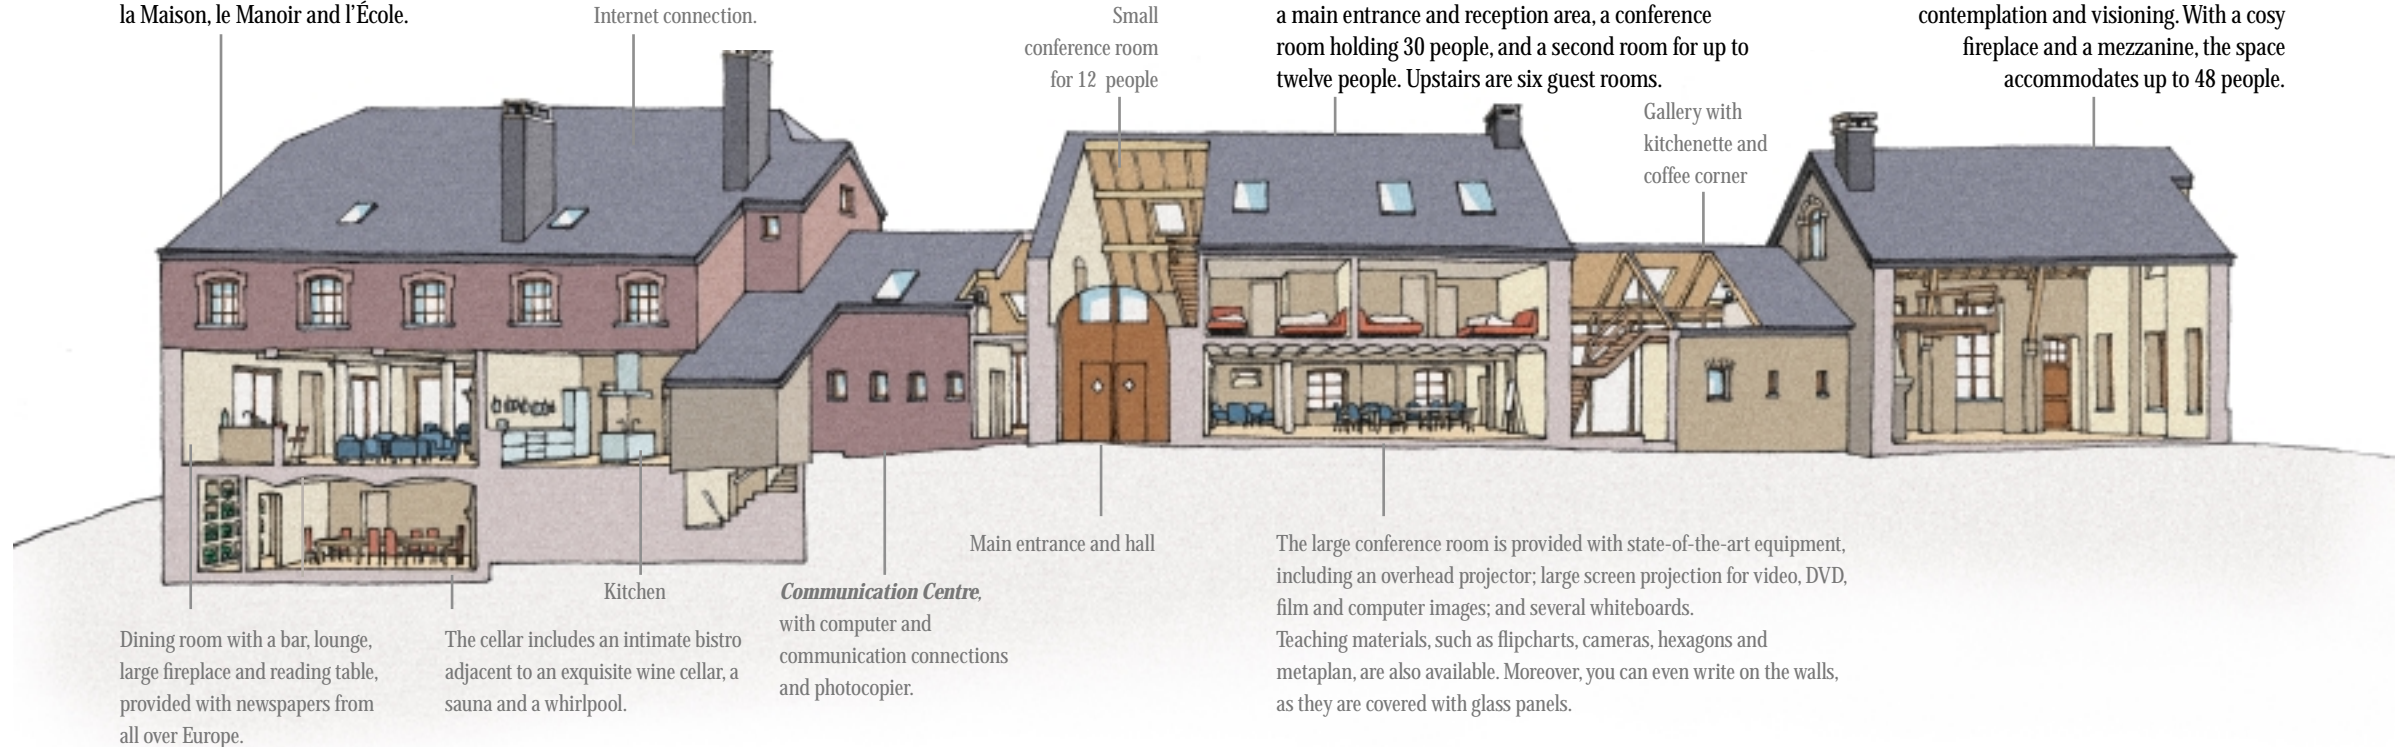 la Maison, le Manoir and l'École.
Internet connection.
Small
conference room
for 12 people
a main entrance and reception area, a conference
room holding 30 people, and a second room for up to
twelve people. Upstairs are six guest rooms.
contemplation and visioning. With a cosy
fireplace and a mezzanine, the space
accommodates up to 48 people.
Gallery with
kitchenette and
coffee corner
Dining room with a bar, lounge,
large fireplace and reading table,
provided with newspapers from
all over Europe.
The cellar includes an intimate bistro
adjacent to an exquisite wine cellar, a
sauna and a whirlpool.
Kitchen
Communication Centre,
with computer and
communication connections
and photocopier.
Main entrance and hall
The large conference room is provided with state-of-the-art equipment,
including an overhead projector; large screen projection for video, DVD,
film and computer images; and several whiteboards.
Teaching materials, such as flipcharts, cameras, hexagons and
metaplan, are also available. Moreover, you can even write on the walls,
as they are covered with glass panels.